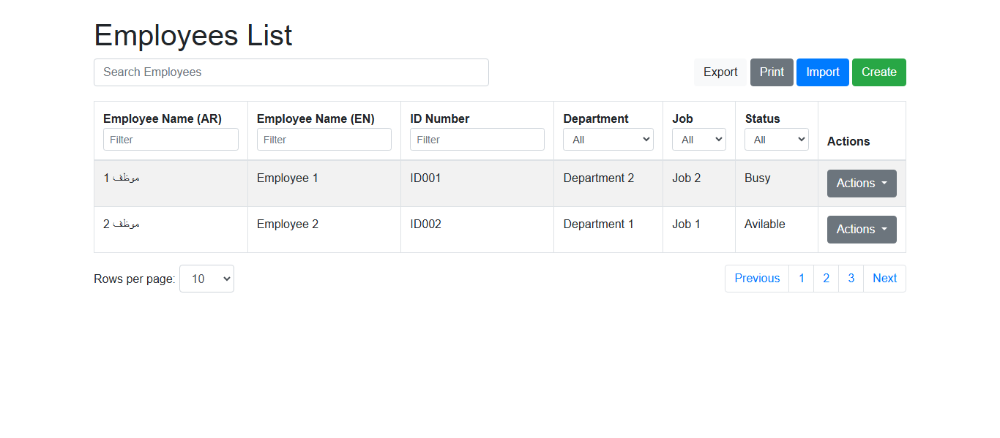 Employees List
Search Employees Export Print Import Create
Employee Name (AR) Employee Name (EN) ID Number Department Job Status
Filter Filter Filter All All All Actions
موظف 1 Employee 1 ID001 Department 2 Job 2 Busy Actions
موظف 2 Employee 2 ID002 Department 1 Job 1 Avilable Actions
Rows per page: 10 Previous 1 2 3 Next